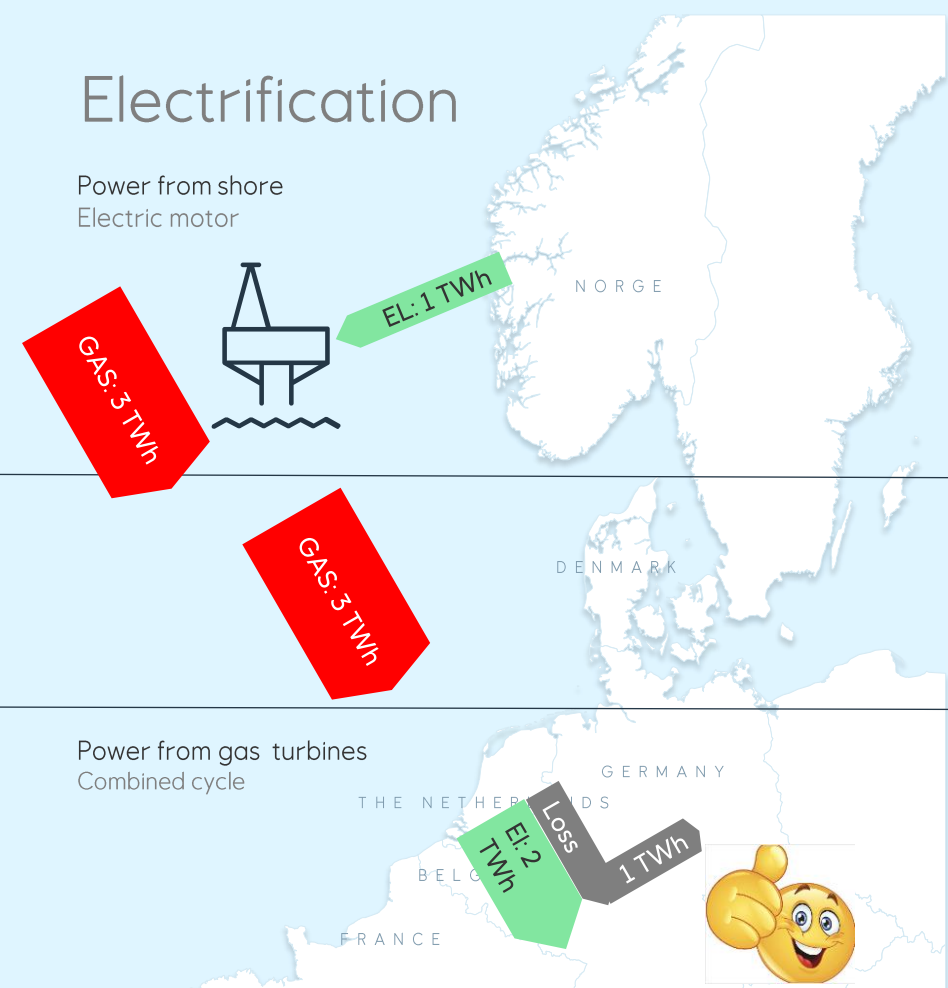 Electrification
Power from shore
Electric motor
EL: 1 TWh
NORGE
GAS: 3 TWh
GAS: 3 TWh
DENMARK
Power from gas  turbines
Combined cycle
GERMANY
THE NETHER NDS
Loss
El: 2
TWh
1 TWh
BELG
FRANCE